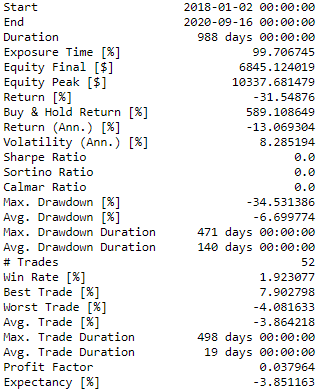 Start 2018-01-02 00:00:00
End 2020-09-16 00:00:00
Duration 988 days 00:00:00
Exposure Time [%] 99.706745
Equity Final [$] 6845.124019
Equity Peak [$] 10337.681479
Return [%] -31.54876
Buy & Hold Return [%] 589.108649
Return (Ann.) [%] -13.069304
Volatility (Ann.) [%] 8.285194
Sharpe Ratio 0.0
Sortino Ratio 0.0
Calmar Ratio 0.0
Max. Drawdown [%] -34.531386
Avg. Drawdown [%] -6.699774
Max. Drawdown Duration 471 days 00:00:00
Avg. Drawdown Duration 140 days 00:00:00
# Trades 52
Win Rate [%] 1.923077
Best Trade [%] 7.902798
Worst Trade [%] -4.081633
Avg. Trade [%] -3.864218
Max. Trade Duration 498 days 00:00:00
Avg. Trade Duration 19 days 00:00:00
Profit Factor 0.037964
Expectancy [%] -3.851163